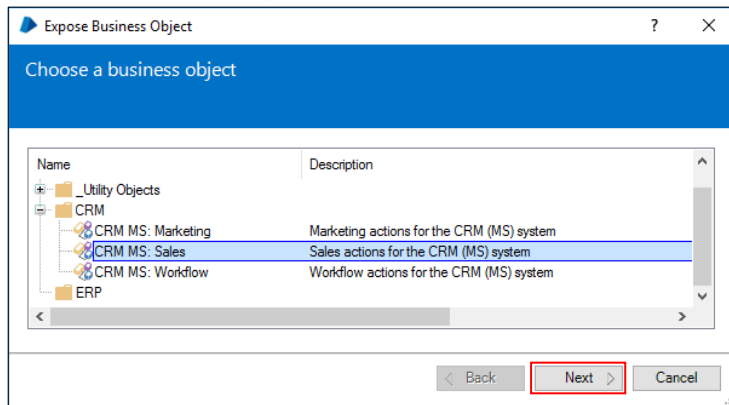 Expose Business Object
Choose a business object
Name Description
_Utility Objects
CRM
CRM MS: Marketing Marketing actions for the CRM (MS) system
CRM MS: Sales Sales actions for the CRM (MS) system
CRM MS: Workflow Workflow actions for the CRM (MS) system
ERP
Back Next Cancel